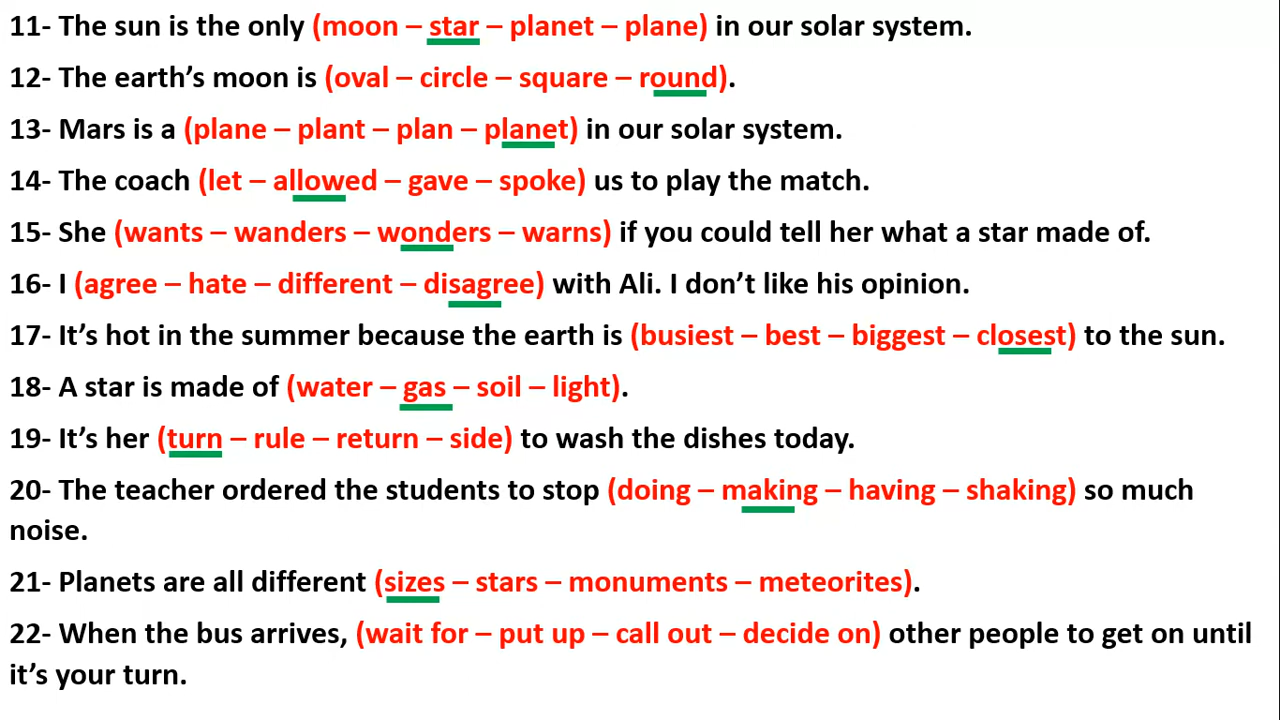 11- The sun is the only (moon – star – planet – plane) in our solar system.
12- The earth’s moon is (oval – circle – square – round).
13- Mars is a (plane – plant – plan – planet) in our solar system.
14- The coach (let – allowed – gave – spoke) us to play the match.
15- She (wants – wanders – wonders – warns) if you could tell her what a star made of.
16- I (agree – hate – different – disagree) with Ali. I don’t like his opinion.
17- It’s hot in the summer because the earth is (busiest – best – biggest – closest) to the sun.
18- A star is made of (water – gas – soil – light).
19- It’s her (turn – rule – return – side) to wash the dishes today.
20- The teacher ordered the students to stop (doing – making – having – shaking) so much
noise.
21- Planets are all different (sizes – stars – monuments – meteorites).
22- When the bus arrives, (wait for – put up – call out – decide on) other people to get on until
it’s your turn.